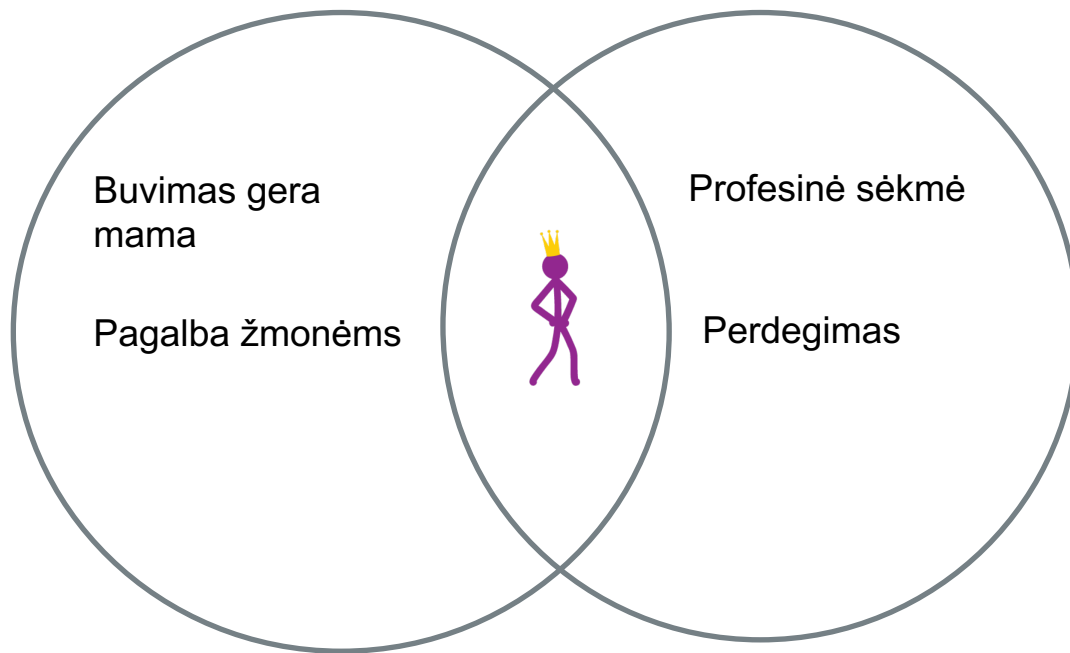 Buvimas gera
mama
Pagalba žmonėms
Profesinė sėkmė
Perdegimas